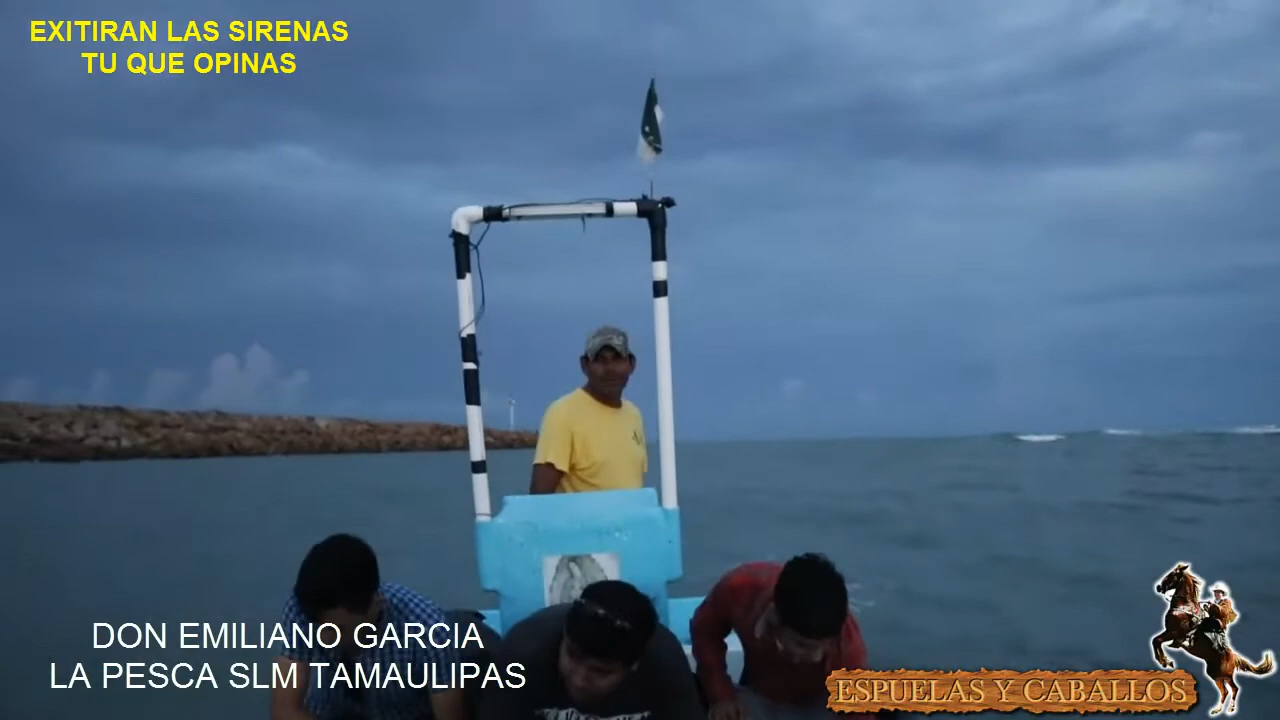 EXITIRAN LAS SIRENAS
TU QUE OPINAS
DON EMILIANO GARCIA
LA PESCA SLM TAMAULIPAS
ESPUELAS Y CABALLOS